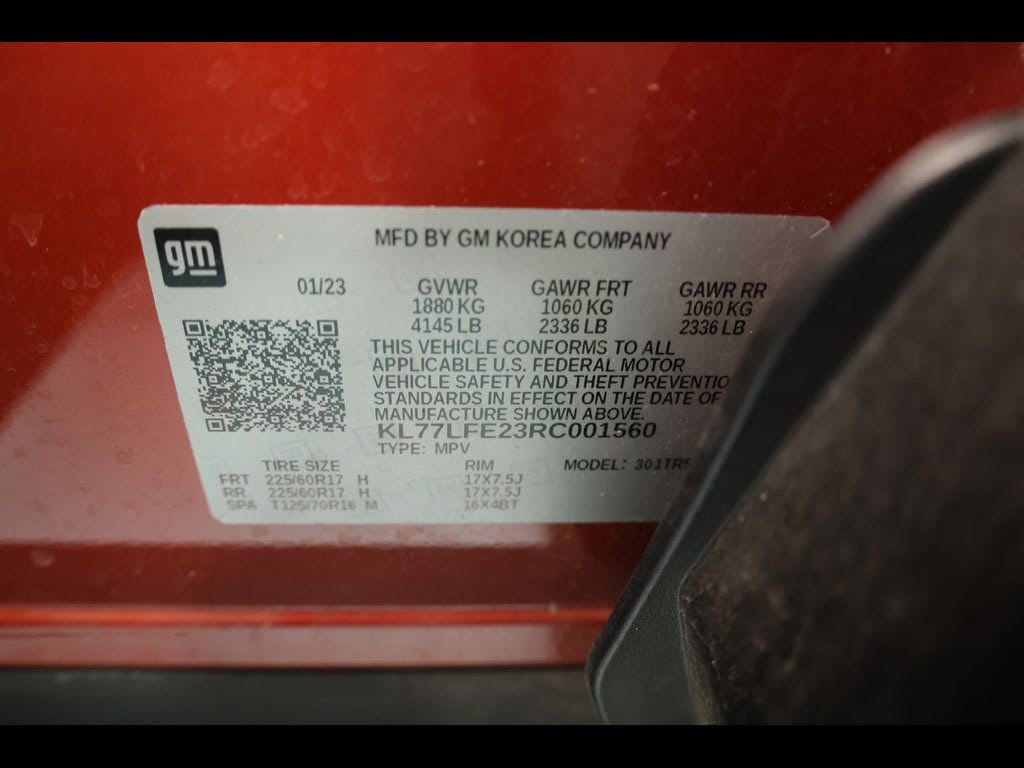 gm
MFD BY GM KOREA COMPANY
01/23 GVWR GAWR FRT GAWR RR
1880 KG 1060 KG 1060 KG
4145 LB 2336 LB 2336 LB
THIS VEHICLE CONFORMS TO ALL
APPLICABLE U.S. FEDERAL MOTOR
VEHICLE SAFETY AND THEFT PREVENTIO
STANDARDS IN EFFECT ON THE DATE OF
MANUFACTURE SHOWN ABOVE.
KL77LFE23RC001560
TYPE: MPV
TIRE SIZE RIM MODEL: 301TR5
FRT 225/60R17 H 17X7.5J
RR 225/60R17 H 17X7.5J
SPA T125/70R16 M 16X4BT